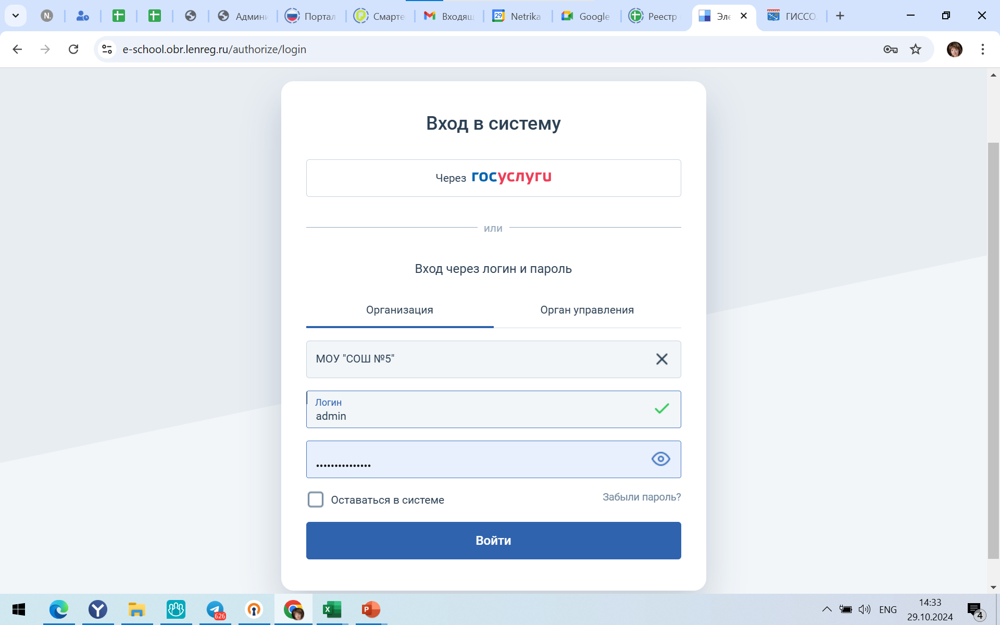 N.
Админи
Портал
Смарте
Входящ
29
Netrika
Google
Реестр
Эле
ГИССО
e-school.obr.lenreg.ru/authorize/login
Вход в систему
Через госуслуги
или
Вход через логин и пароль
Организация
Орган управления
МОУ "СОШ №5"
Логин
admin
•••••••••••••••
Оставаться в системе
Забыли пароль?
Войти
626
ENG
14:33
29.10.2024
4